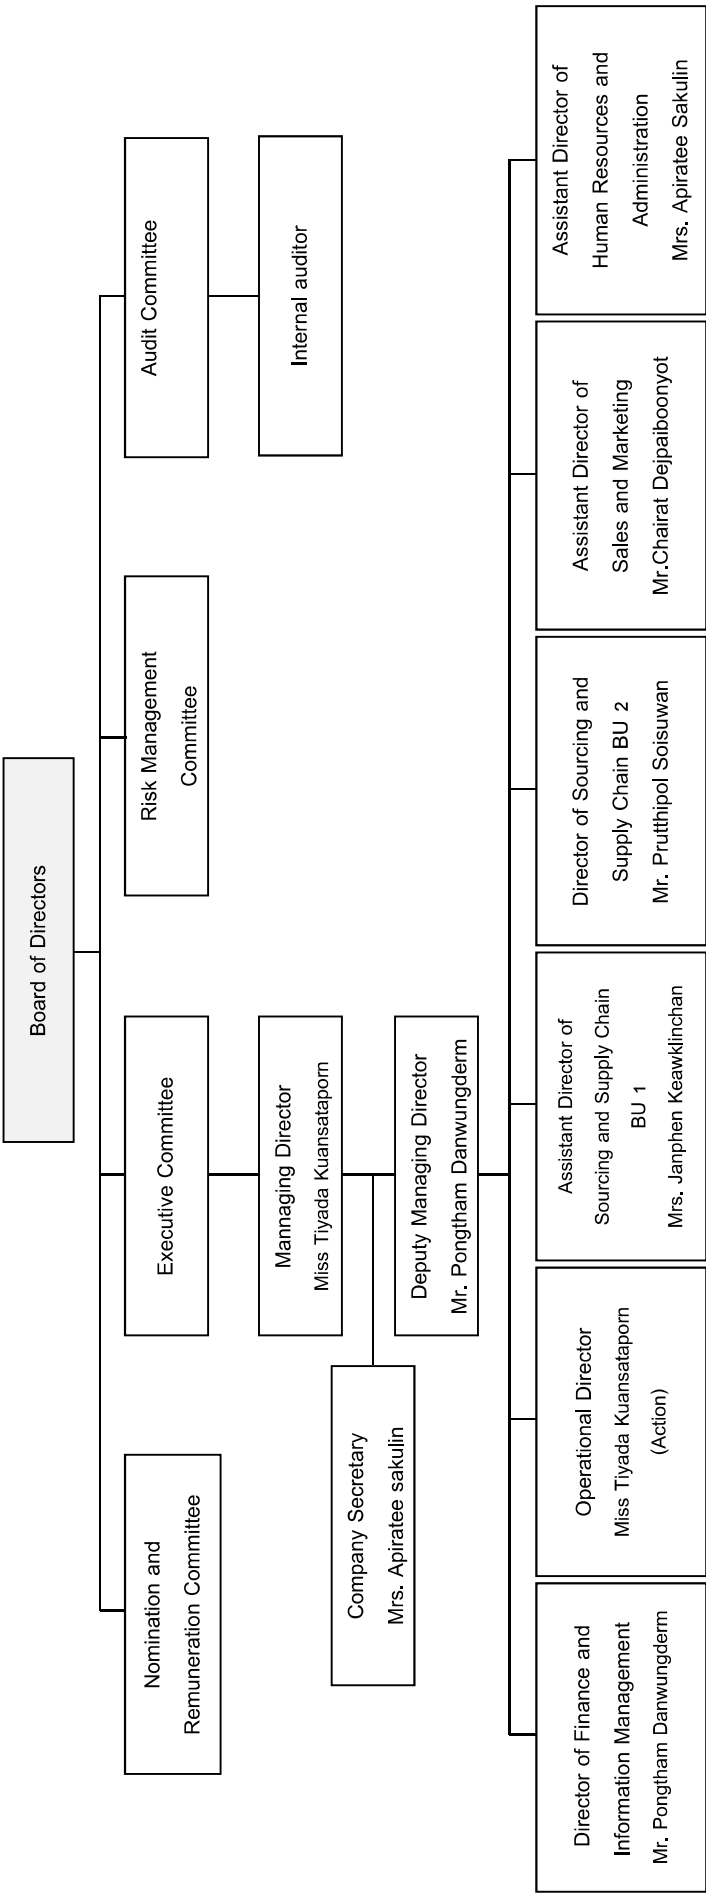 Board of Directors
Nomination and
Remuneration Committee
Executive Committee
Risk Management
Committee
Audit Committee
Mannaging Director
Miss Tiyada Kuansataporn
Internal auditor
Company Secretary
Mrs. Apiratee sakulin
Deputy Managing Director
Mr. Pongtham Danwungderm
Director of Finance and
Information Management
Mr. Pongtham Danwungderm
Operational Director
Miss Tiyada Kuansataporn
(Action)
Assistant Director of
Sourcing and Supply Chain
BU 1
Mrs. Janphen Keawklinchan
Director of Sourcing and
Supply Chain BU 2
Mr. Prutthipol Soisuwan
Assistant Director of
Sales and Marketing
Mr.Chairat Dejpaiboonyot
Assistant Director of
Human Resources and
Administration
Mrs. Apiratee Sakulin